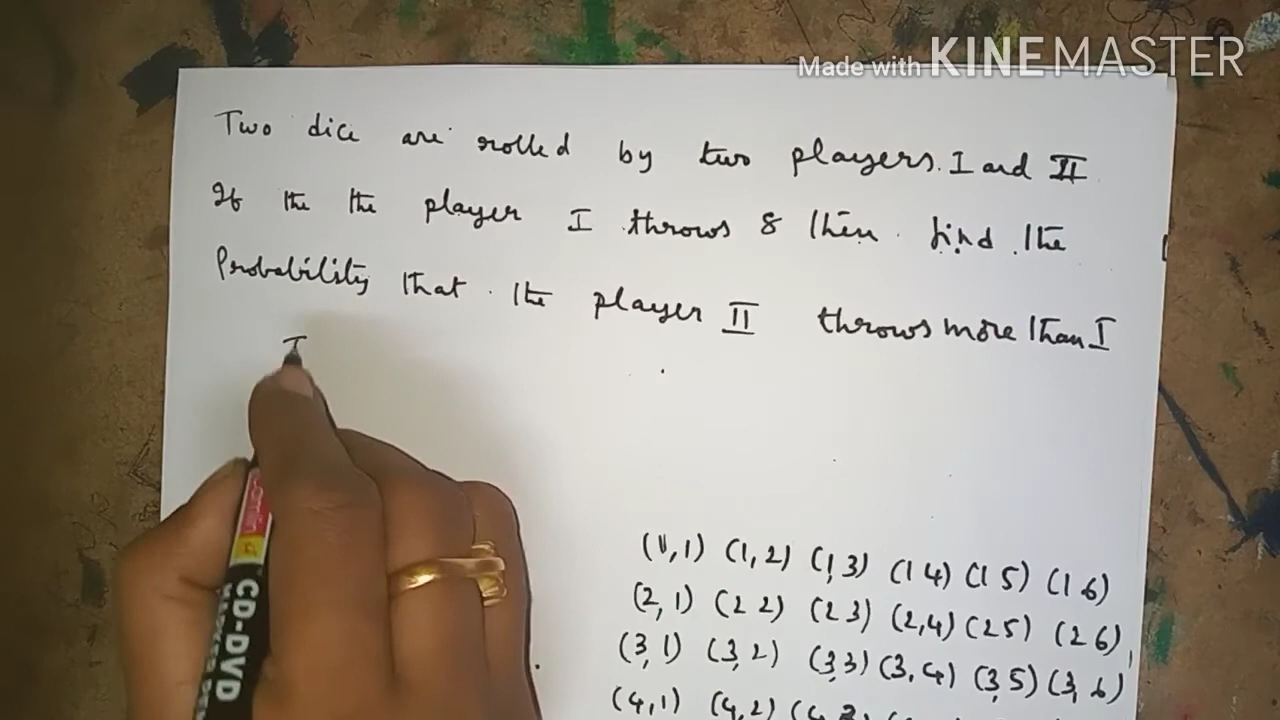 Made with KINEMASTER
Two dice are rolled by two players. I and II
If the the player I throws 8 then find the
Probability that the player II throws more than I
I
(1,1) (1,2) (1,3) (1 4) (1 5) (1 6)
(2,1) (2 2) (2 3) (2,4) (2 5) (2 6)
(3,1) (3,2) (3,3) (3,4) (3,5) (3,6)
(4,1) (4,2)
Camlin
CD-DVD